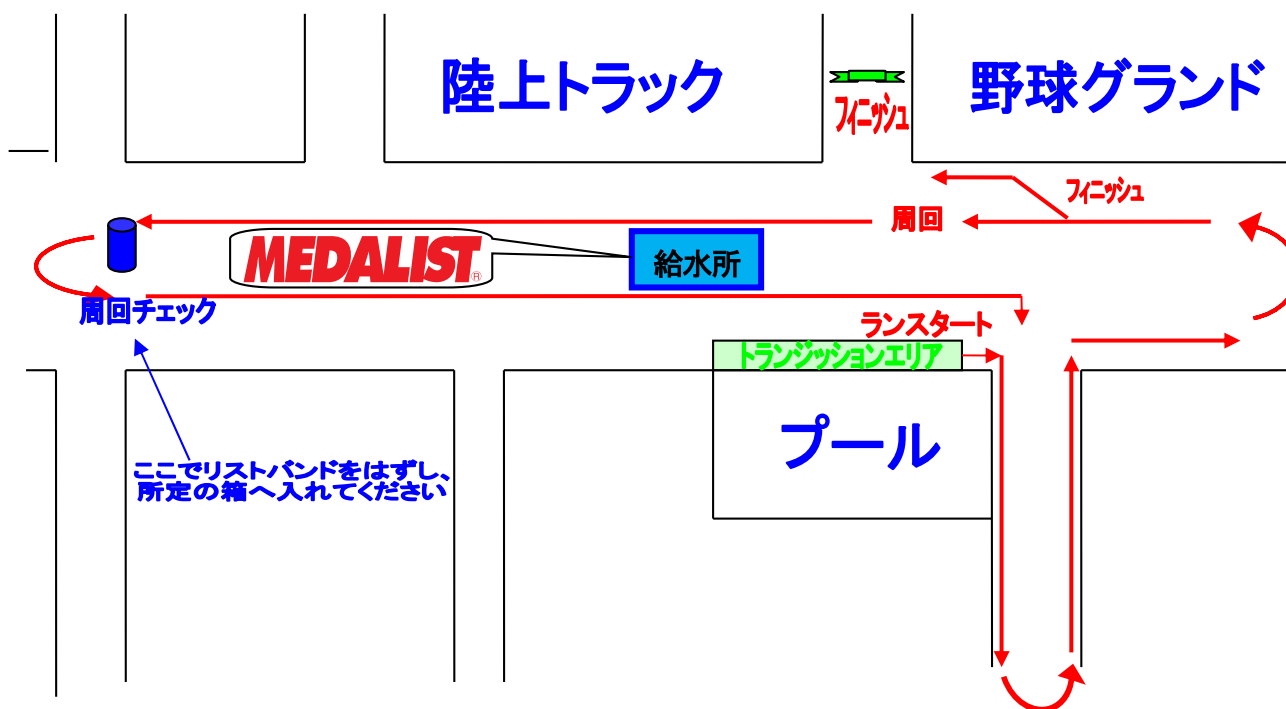 陸上トラック
フィニッシュ
野球グランド
フィニッシュ
周回
MEDALIST®
給水所
周回チェック
ランスタート
トランジッションエリア
プール
ここでリストバンドをはずし、
所定の箱へ入れてください